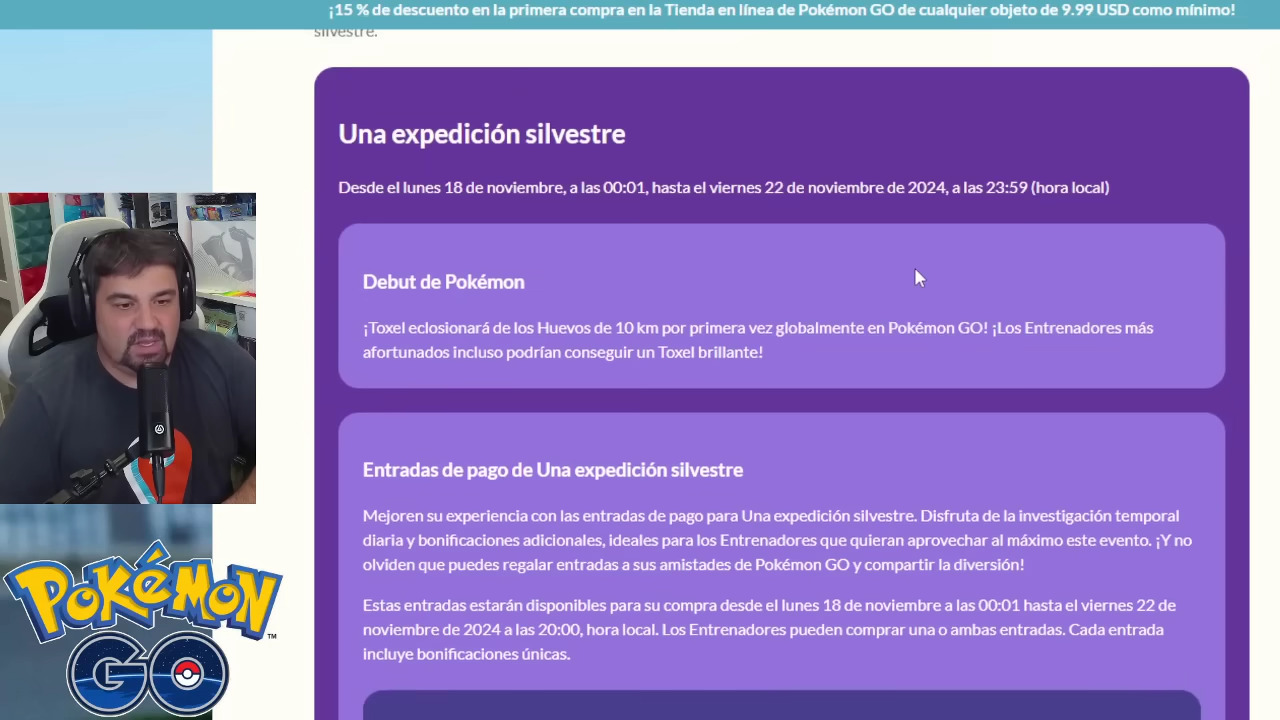 ¡15 % de descuento en la primera compra en la Tienda en línea de Pokémon GO de cualquier objeto de 9.99 USD como mínimo!
silvestre.
Una expedición silvestre
Desde el lunes 18 de noviembre, a las 00:01, hasta el viernes 22 de noviembre de 2024, a las 23:59 (hora local)
Debut de Pokémon
¡Toxel eclosionará de los Huevos de 10 km por primera vez globalmente en Pokémon GO! ¡Los Entrenadores más
afortunados incluso podrían conseguir un Toxel brillante!
Entradas de pago de Una expedición silvestre
Mejoren su experiencia con las entradas de pago para Una expedición silvestre. Disfruta de la investigación temporal
diaria y bonificaciones adicionales, ideales para los Entrenadores que quieran aprovechar al máximo este evento. ¡Y no
olviden que puedes regalar entradas a sus amistades de Pokémon GO y compartir la diversión!
Estas entradas estarán disponibles para su compra desde el lunes 18 de noviembre a las 00:01 hasta el viernes 22 de
noviembre de 2024 a las 20:00, hora local. Los Entrenadores pueden comprar una o ambas entradas. Cada entrada
incluye bonificaciones únicas.
POKéMON
GO
TM